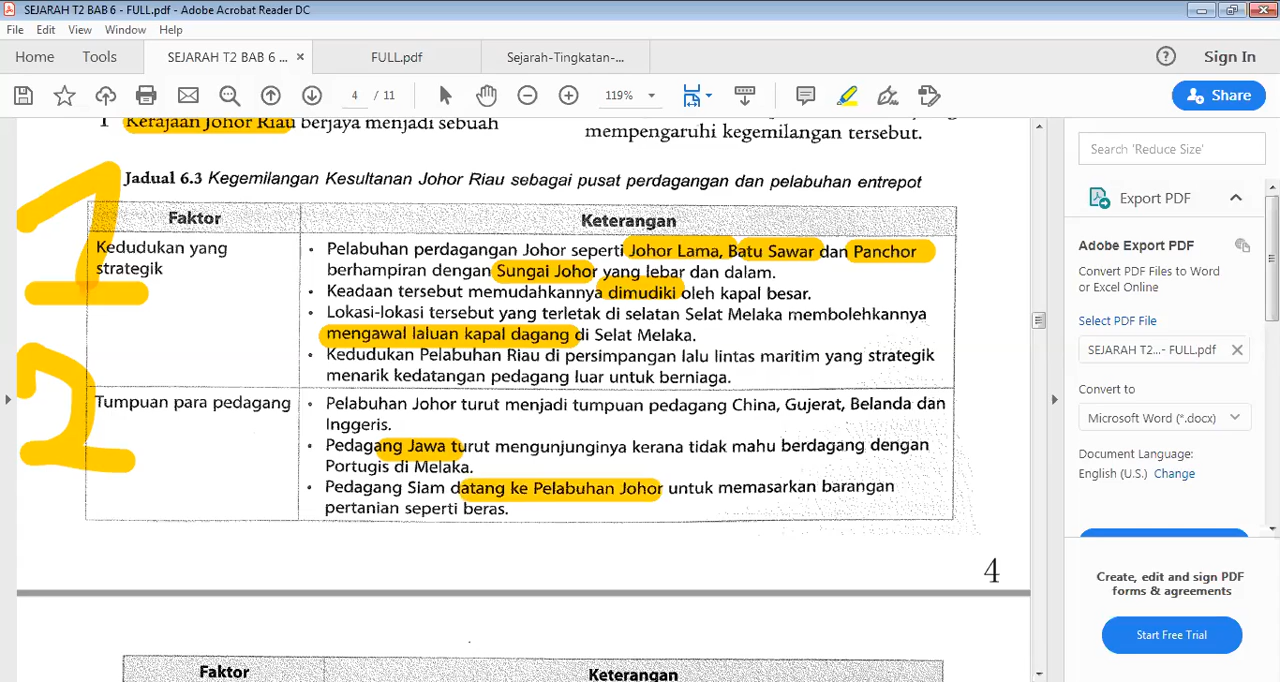 SEJARAH T2 BAB 6 - FULL.pdf - Adobe Acrobat Reader DC
File Edit View Window Help
Home Tools SEJARAH T2 BAB 6 ... × FULL.pdf Sejarah-Tingkatan-... Sign In
4 / 11 119% Share
1 Kerajaan Johor Riau berjaya menjadi sebuah
mempengaruhi kegemilangan tersebut.
Jadual 6.3 Kegemilangan Kesultanan Johor Riau sebagai pusat perdagangan dan pelabuhan entrepot
Faktor Keterangan
Kedudukan yang
strategik
• Pelabuhan perdagangan Johor seperti Johor Lama, Batu Sawar dan Panchor
berhampiran dengan Sungai Johor yang lebar dan dalam.
• Keadaan tersebut memudahkannya dimudiki oleh kapal besar.
• Lokasi-lokasi tersebut yang terletak di selatan Selat Melaka membolehkannya
mengawal laluan kapal dagang di Selat Melaka.
• Kedudukan Pelabuhan Riau di persimpangan lalu lintas maritim yang strategik
menarik kedatangan pedagang luar untuk berniaga.
Tumpuan para pedagang
• Pelabuhan Johor turut menjadi tumpuan pedagang China, Gujerat, Belanda dan
Inggeris.
• Pedagang Jawa turut mengunjunginya kerana tidak mahu berdagang dengan
Portugis di Melaka.
• Pedagang Siam datang ke Pelabuhan Johor untuk memasarkan barangan
pertanian seperti beras.
1
2
4
Faktor Keterangan
Search 'Reduce Size'
Export PDF
Adobe Export PDF
Convert PDF Files to Word
or Excel Online
Select PDF File
SEJARAH T2...- FULL.pdf ×
Convert to
Microsoft Word (*.docx)
Document Language:
English (U.S.) Change
Create, edit and sign PDF
forms & agreements
Start Free Trial